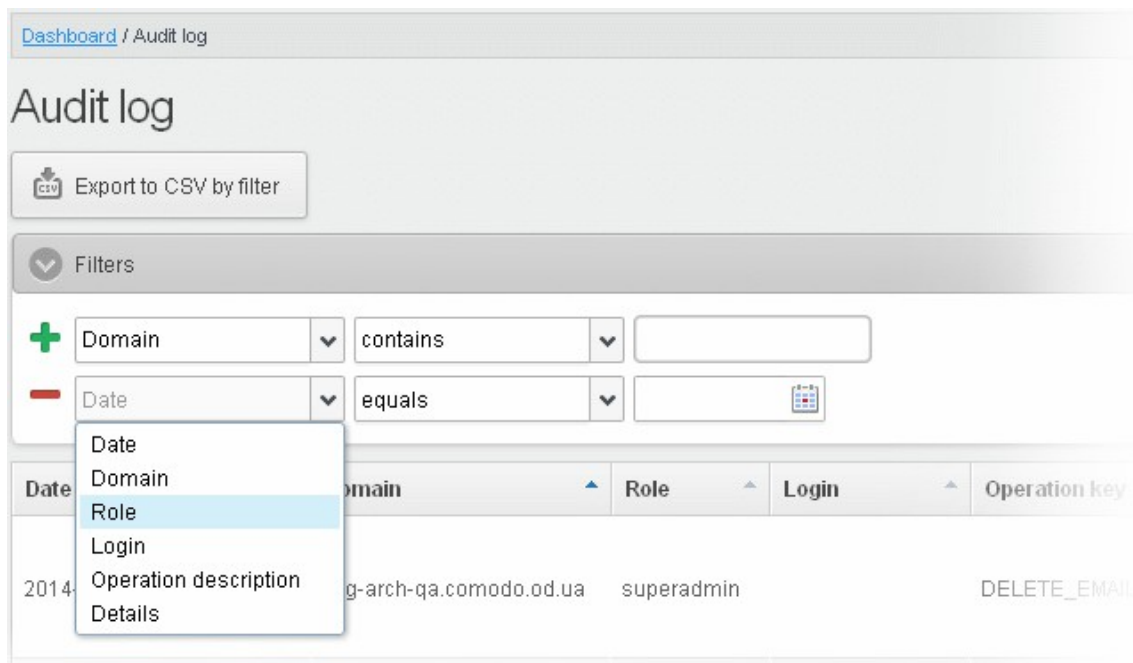 Dashboard / Audit log
Audit log
CSV Export to CSV by filter
Filters
Domain contains
Date equals
Date
Domain
Role
Login
Operation description
Details
Date omain Role Login Operation key
2014- g-arch-qa.comodo.od.ua superadmin DELETE_EMAIL